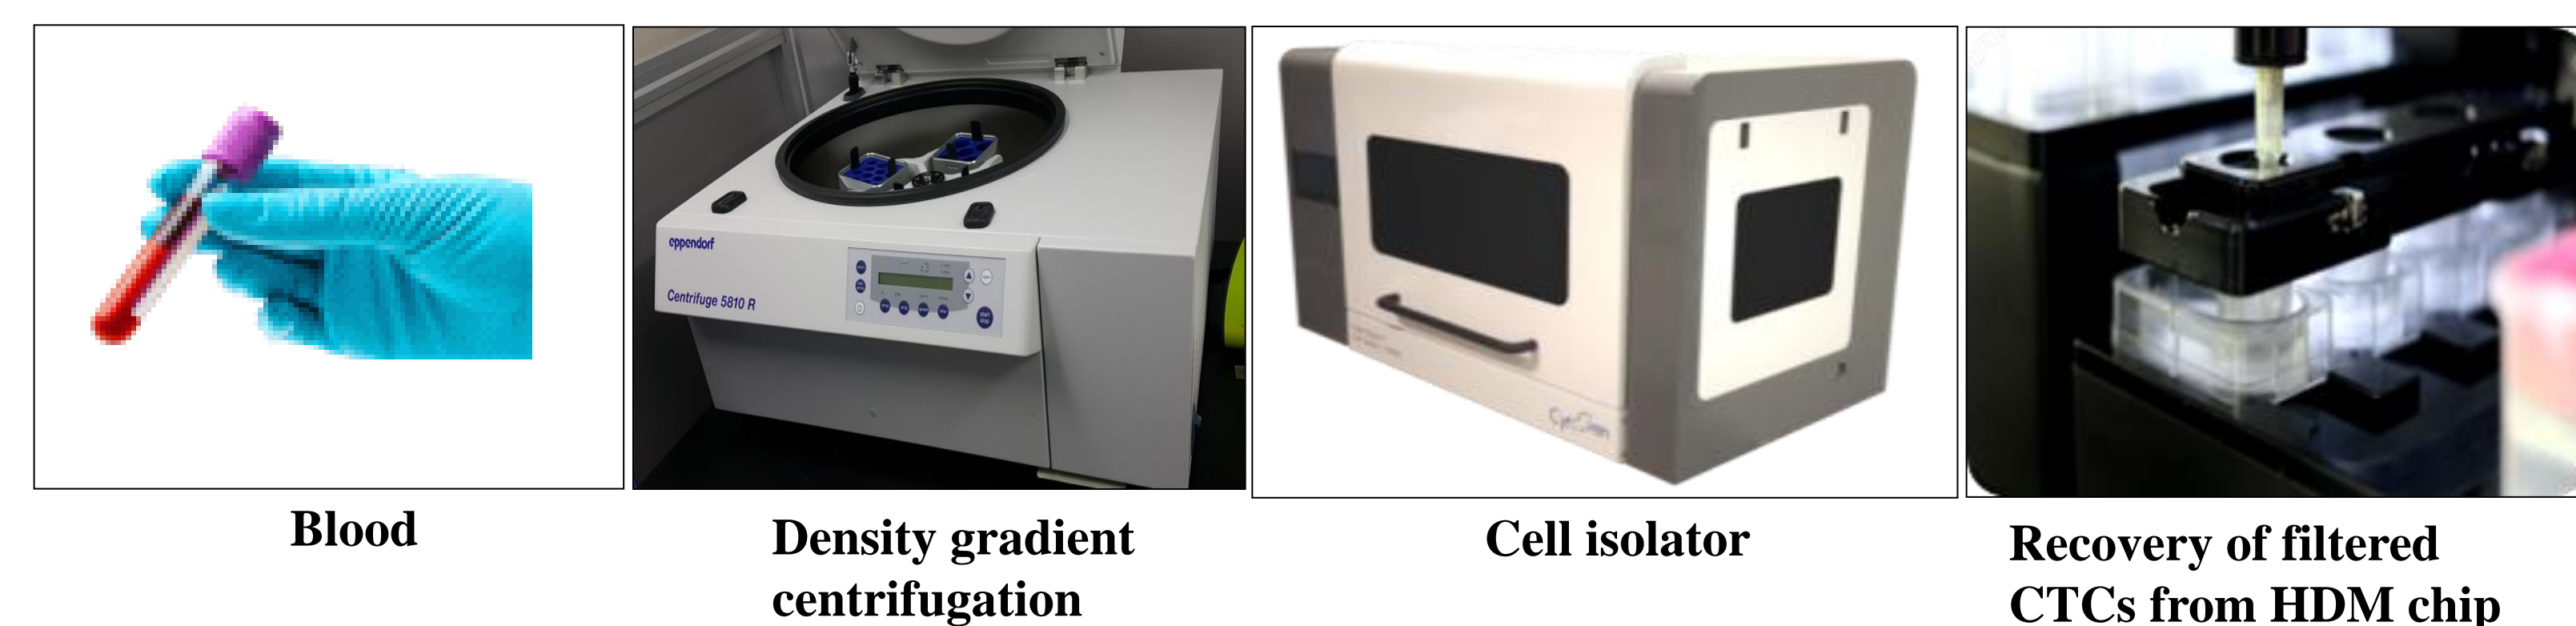 Blood
eppendorf
Centrifuge 5810 R
Density gradient
centrifugation
Cell isolator
Recovery of filtered
CTCs from HDM chip